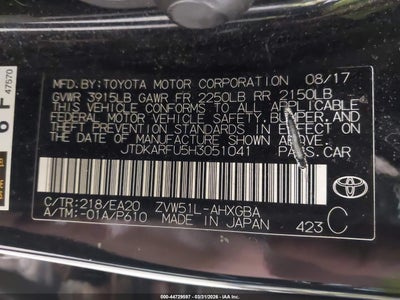 MFD.BY:TOYOTA MOTOR CORPORATION 08/17
GVWR 3915LB GAWR FR 2250LB RR 2150LB
THIS VEHICLE CONFORMS TO ALL APPLICABLE
FEDERAL MOTOR VEHICLE SAFETY, BUMPER, AND
THEFT PREVENTION STANDARDS IN EFFECT ON
THE DATE OF MANUFACTURE SHOWN ABOVE.
JTDKARFU5H3051041 PASS.CAR
C/TR:218/EA20 ZVW51L-AHXGBA
A/TM:-01A/P610 MADE IN JAPAN 423 C
TOYOTA
47570
000-44729587 - 03/31/2026 - IAA